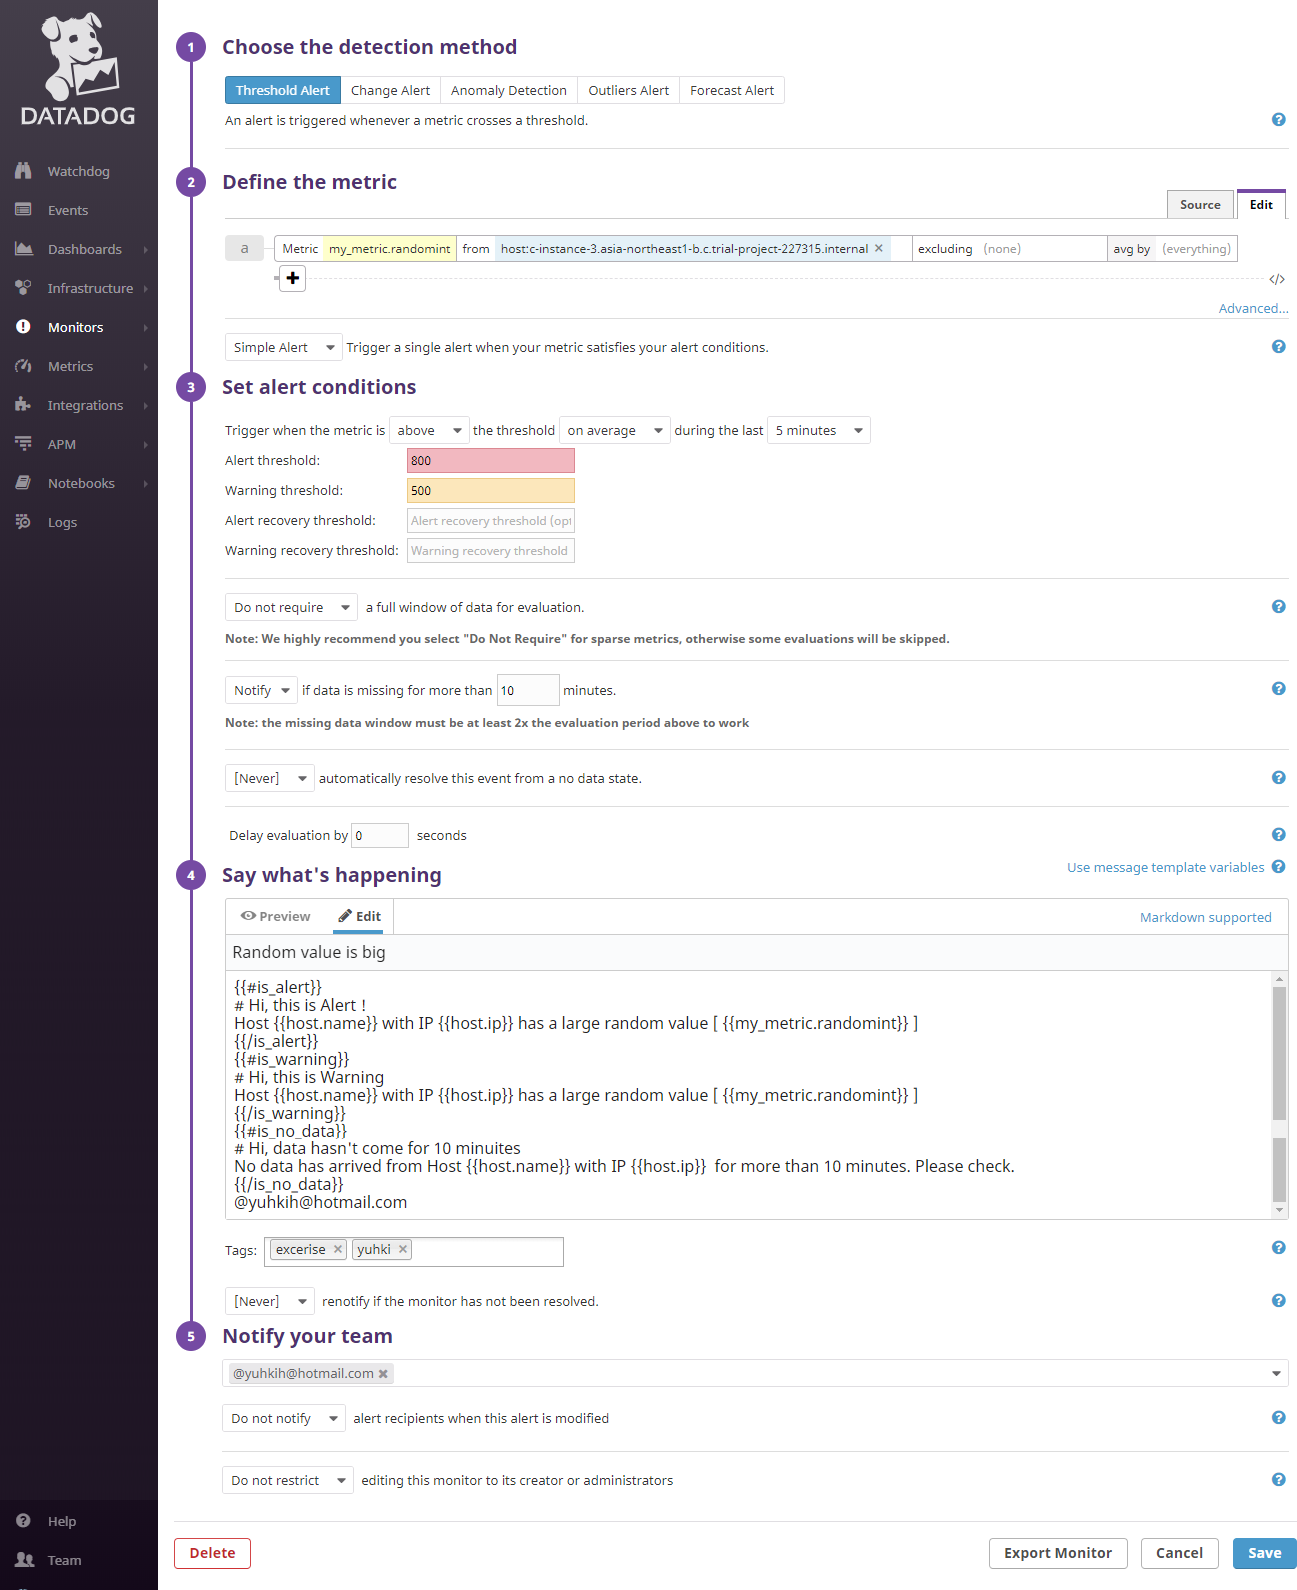 DATADOG
Watchdog
Events
Dashboards
Infrastructure
Monitors
Metrics
Integrations
APM
Notebooks
Logs
Help
Team
1 Choose the detection method
Threshold Alert Change Alert Anomaly Detection Outliers Alert Forecast Alert
An alert is triggered whenever a metric crosses a threshold.
2 Define the metric
Source Edit
a Metric my_metric.randomint from host:c-instance-3.asia-northeast1-b.c.trial-project-227315.internal × excluding (none) avg by (everything)
+ </>
Advanced...
Simple Alert Trigger a single alert when your metric satisfies your alert conditions.
3 Set alert conditions
Trigger when the metric is above the threshold on average during the last 5 minutes
Alert threshold: 800
Warning threshold: 500
Alert recovery threshold: Alert recovery threshold (opt
Warning recovery threshold: Warning recovery threshold
Do not require a full window of data for evaluation.
Note: We highly recommend you select "Do Not Require" for sparse metrics, otherwise some evaluations will be skipped.
Notify if data is missing for more than 10 minutes.
Note: the missing data window must be at least 2x the evaluation period above to work
[Never] automatically resolve this event from a no data state.
Delay evaluation by 0 seconds
4 Say what's happening
Use message template variables
Preview Edit Markdown supported
Random value is big
{{#is_alert}}
# Hi, this is Alert !
Host {{host.name}} with IP {{host.ip}} has a large random value [ {{my_metric.randomint}} ]
{{/is_alert}}
{{#is_warning}}
# Hi, this is Warning
Host {{host.name}} with IP {{host.ip}} has a large random value [ {{my_metric.randomint}} ]
{{/is_warning}}
{{#is_no_data}}
# Hi, data hasn't come for 10 minuites
No data has arrived from Host {{host.name}} with IP {{host.ip}}  for more than 10 minutes. Please check.
{{/is_no_data}}
@yuhkih@hotmail.com
Tags: excerise × yuhki ×
[Never] renotify if the monitor has not been resolved.
5 Notify your team
@yuhkih@hotmail.com ×
Do not notify alert recipients when this alert is modified
Do not restrict editing this monitor to its creator or administrators
Delete Export Monitor Cancel Save